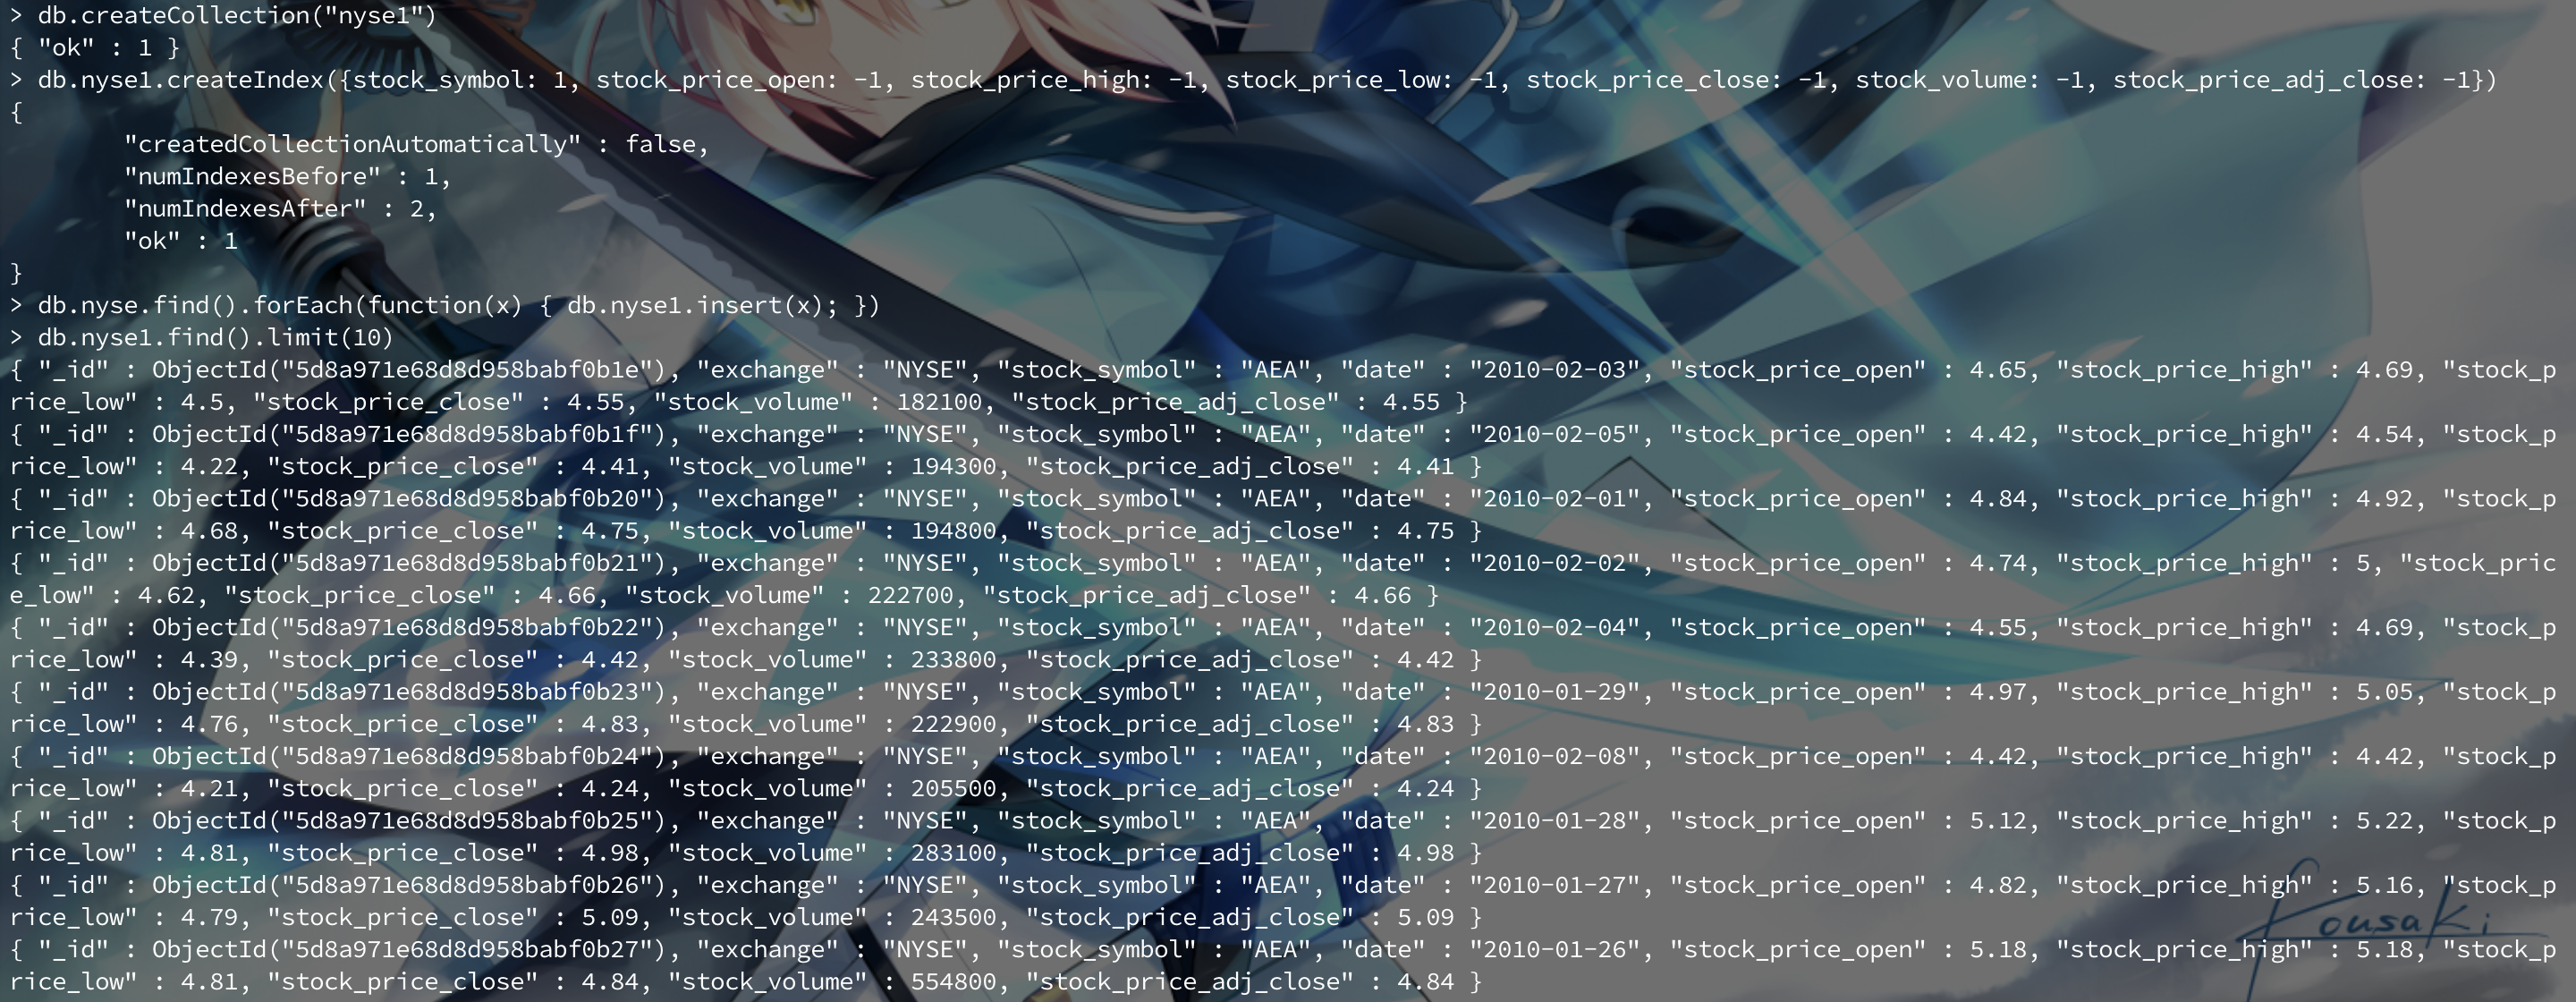 > db.createCollection("nyse1")
{ "ok" : 1 }
> db.nyse1.createIndex({stock_symbol: 1, stock_price_open: -1, stock_price_high: -1, stock_price_low: -1, stock_price_close: -1, stock_volume: -1, stock_price_adj_close: -1})
{
        "createdCollectionAutomatically" : false,
        "numIndexesBefore" : 1,
        "numIndexesAfter" : 2,
        "ok" : 1
}
> db.nyse.find().forEach(function(x) { db.nyse1.insert(x); })
> db.nyse1.find().limit(10)
{ "_id" : ObjectId("5d8a971e68d8d958babf0b1e"), "exchange" : "NYSE", "stock_symbol" : "AEA", "date" : "2010-02-03", "stock_price_open" : 4.65, "stock_price_high" : 4.69, "stock_p
rice_low" : 4.5, "stock_price_close" : 4.55, "stock_volume" : 182100, "stock_price_adj_close" : 4.55 }
{ "_id" : ObjectId("5d8a971e68d8d958babf0b1f"), "exchange" : "NYSE", "stock_symbol" : "AEA", "date" : "2010-02-05", "stock_price_open" : 4.42, "stock_price_high" : 4.54, "stock_p
rice_low" : 4.22, "stock_price_close" : 4.41, "stock_volume" : 194300, "stock_price_adj_close" : 4.41 }
{ "_id" : ObjectId("5d8a971e68d8d958babf0b20"), "exchange" : "NYSE", "stock_symbol" : "AEA", "date" : "2010-02-01", "stock_price_open" : 4.84, "stock_price_high" : 4.92, "stock_p
rice_low" : 4.68, "stock_price_close" : 4.75, "stock_volume" : 194800, "stock_price_adj_close" : 4.75 }
{ "_id" : ObjectId("5d8a971e68d8d958babf0b21"), "exchange" : "NYSE", "stock_symbol" : "AEA", "date" : "2010-02-02", "stock_price_open" : 4.74, "stock_price_high" : 5, "stock_pric
e_low" : 4.62, "stock_price_close" : 4.66, "stock_volume" : 222700, "stock_price_adj_close" : 4.66 }
{ "_id" : ObjectId("5d8a971e68d8d958babf0b22"), "exchange" : "NYSE", "stock_symbol" : "AEA", "date" : "2010-02-04", "stock_price_open" : 4.55, "stock_price_high" : 4.69, "stock_p
rice_low" : 4.39, "stock_price_close" : 4.42, "stock_volume" : 233800, "stock_price_adj_close" : 4.42 }
{ "_id" : ObjectId("5d8a971e68d8d958babf0b23"), "exchange" : "NYSE", "stock_symbol" : "AEA", "date" : "2010-01-29", "stock_price_open" : 4.97, "stock_price_high" : 5.05, "stock_p
rice_low" : 4.76, "stock_price_close" : 4.83, "stock_volume" : 222900, "stock_price_adj_close" : 4.83 }
{ "_id" : ObjectId("5d8a971e68d8d958babf0b24"), "exchange" : "NYSE", "stock_symbol" : "AEA", "date" : "2010-02-08", "stock_price_open" : 4.42, "stock_price_high" : 4.42, "stock_p
rice_low" : 4.21, "stock_price_close" : 4.24, "stock_volume" : 205500, "stock_price_adj_close" : 4.24 }
{ "_id" : ObjectId("5d8a971e68d8d958babf0b25"), "exchange" : "NYSE", "stock_symbol" : "AEA", "date" : "2010-01-28", "stock_price_open" : 5.12, "stock_price_high" : 5.22, "stock_p
rice_low" : 4.81, "stock_price_close" : 4.98, "stock_volume" : 283100, "stock_price_adj_close" : 4.98 }
{ "_id" : ObjectId("5d8a971e68d8d958babf0b26"), "exchange" : "NYSE", "stock_symbol" : "AEA", "date" : "2010-01-27", "stock_price_open" : 4.82, "stock_price_high" : 5.16, "stock_p
rice_low" : 4.79, "stock_price_close" : 5.09, "stock_volume" : 243500, "stock_price_adj_close" : 5.09 }
{ "_id" : ObjectId("5d8a971e68d8d958babf0b27"), "exchange" : "NYSE", "stock_symbol" : "AEA", "date" : "2010-01-26", "stock_price_open" : 5.18, "stock_price_high" : 5.18, "stock_p
rice_low" : 4.81, "stock_price_close" : 4.84, "stock_volume" : 554800, "stock_price_adj_close" : 4.84 }
Kousaki